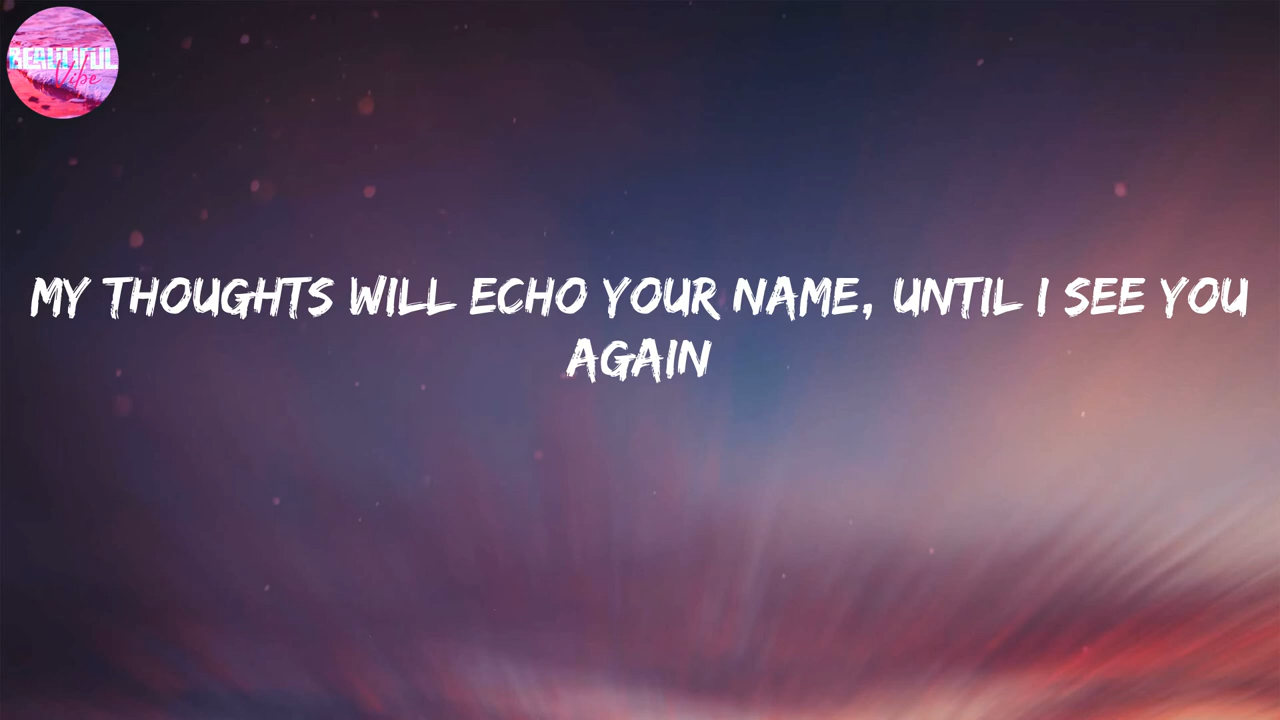 BEAUTIFUL
Vibe
MY THOUGHTS WILL ECHO YOUR NAME, UNTIL I SEE YOU
AGAIN